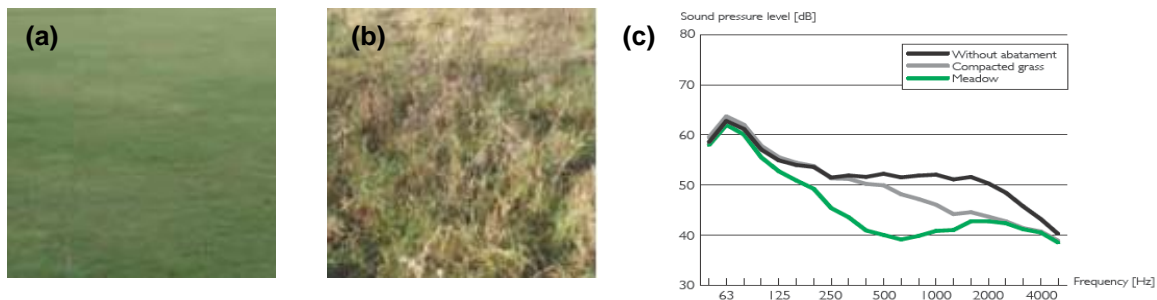 (a)
(b)
(c)
Sound pressure level [dB]
80
70
60
50
40
30
Without abatament
Compacted grass
Meadow
63 125 250 500 1000 2000 4000
Frequency [Hz]